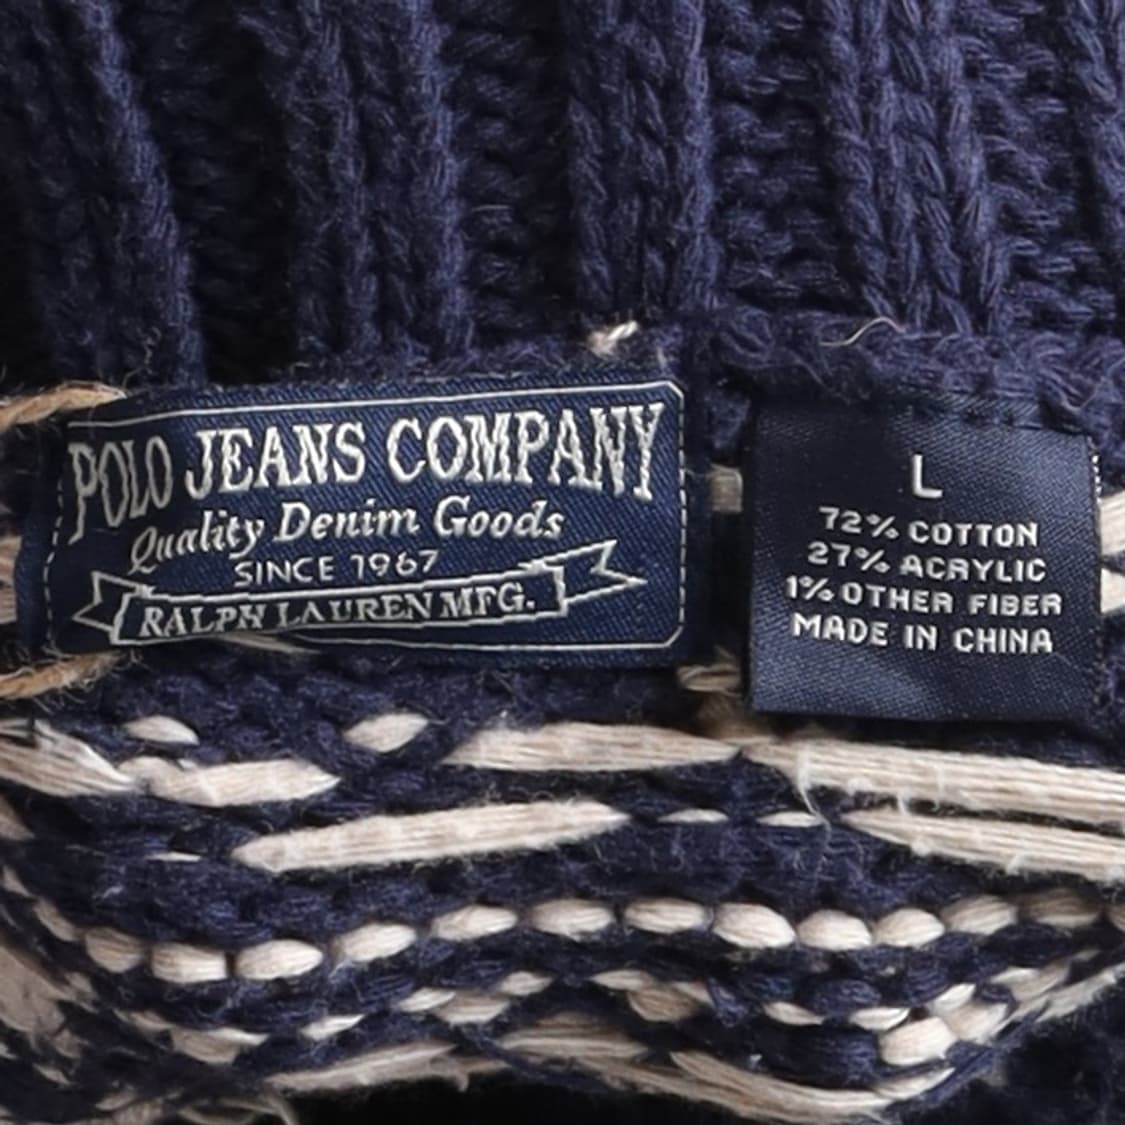 POLO JEANS COMPANY
Quality Denim Goods
SINCE 1967
RALPH LAUREN MFG.
L
72% COTTON
27% ACRYLIC
1% OTHER FIBER
MADE IN CHINA